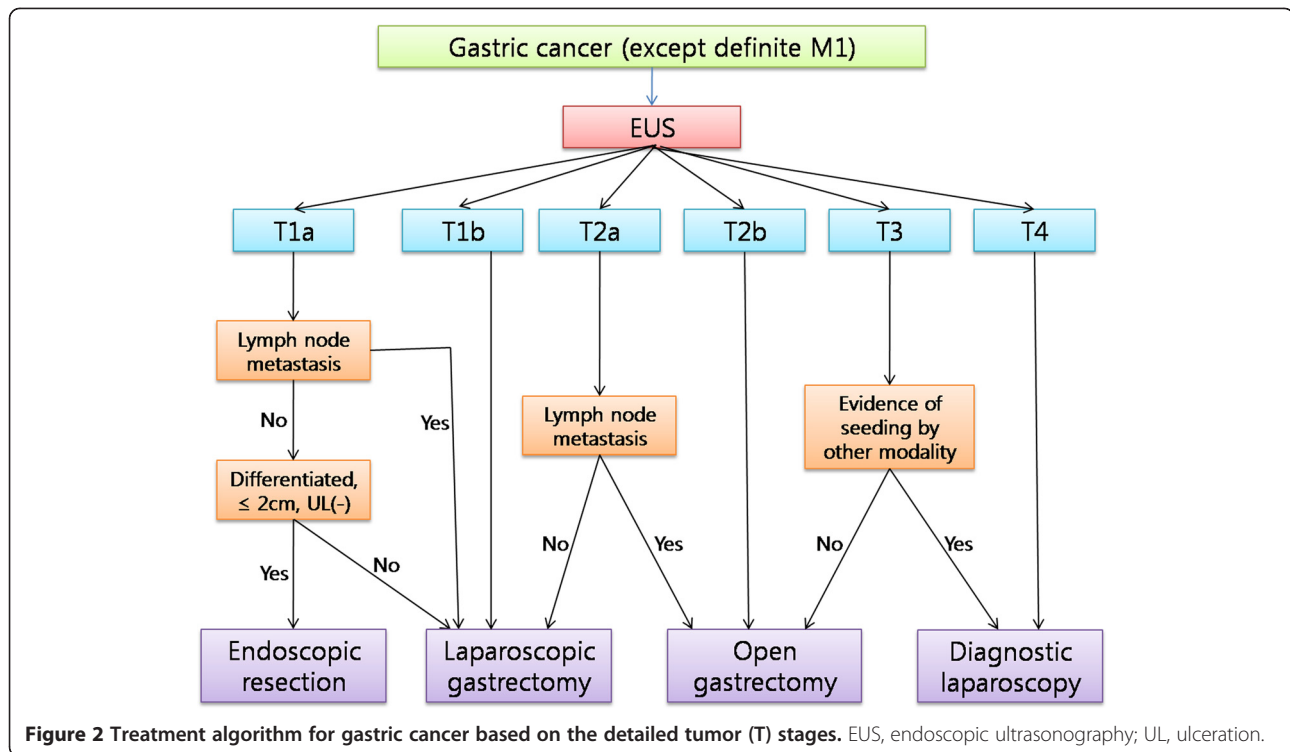 Gastric cancer (except definite M1)
EUS
T1a
T1b
T2a
T2b
T3
T4
Lymph node
metastasis
No
Yes
Differentiated,
≤ 2cm, UL(-)
Yes
No
Lymph node
metastasis
No
Yes
Evidence of
seeding by
other modality
No
Yes
Endoscopic
resection
Laparoscopic
gastrectomy
Open
gastrectomy
Diagnostic
laparoscopy
Figure 2 Treatment algorithm for gastric cancer based on the detailed tumor (T) stages. EUS, endoscopic ultrasonography; UL, ulceration.